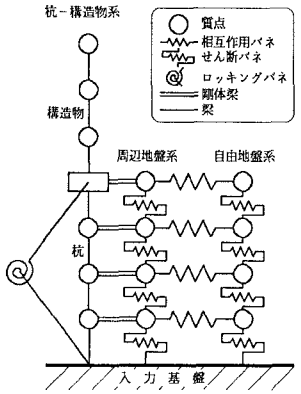 杭－構造物系
質点
相互作用バネ
せん断バネ
ロッキングバネ
剛体梁
梁
構造物
周辺地盤系
自由地盤系
杭
入力基盤